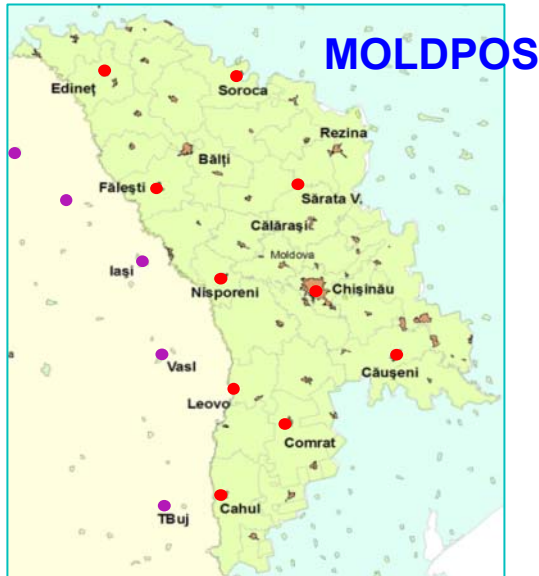 MOLDPOS
Edineț
Soroca
Rezina
Bălți
Fălești
Sărata V.
Călărași
Moldova
Iași
Nisporeni
Chișinău
Vasl
Căușeni
Leovo
Comrat
Cahul
TBuj